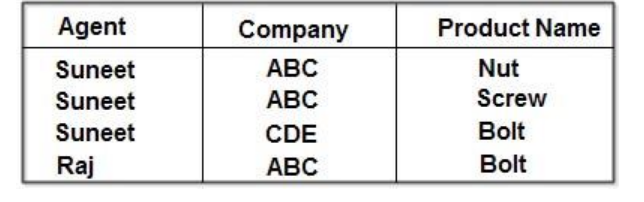 Agent Company Product Name
Suneet ABC Nut
Suneet ABC Screw
Suneet CDE Bolt
Raj ABC Bolt